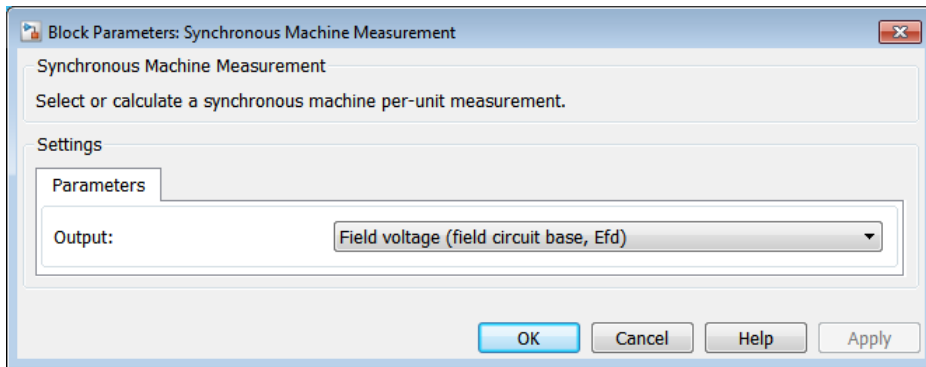 Block Parameters: Synchronous Machine Measurement
Synchronous Machine Measurement
Select or calculate a synchronous machine per-unit measurement.
Settings
Parameters
Output: Field voltage (field circuit base, Efd)
OK Cancel Help Apply